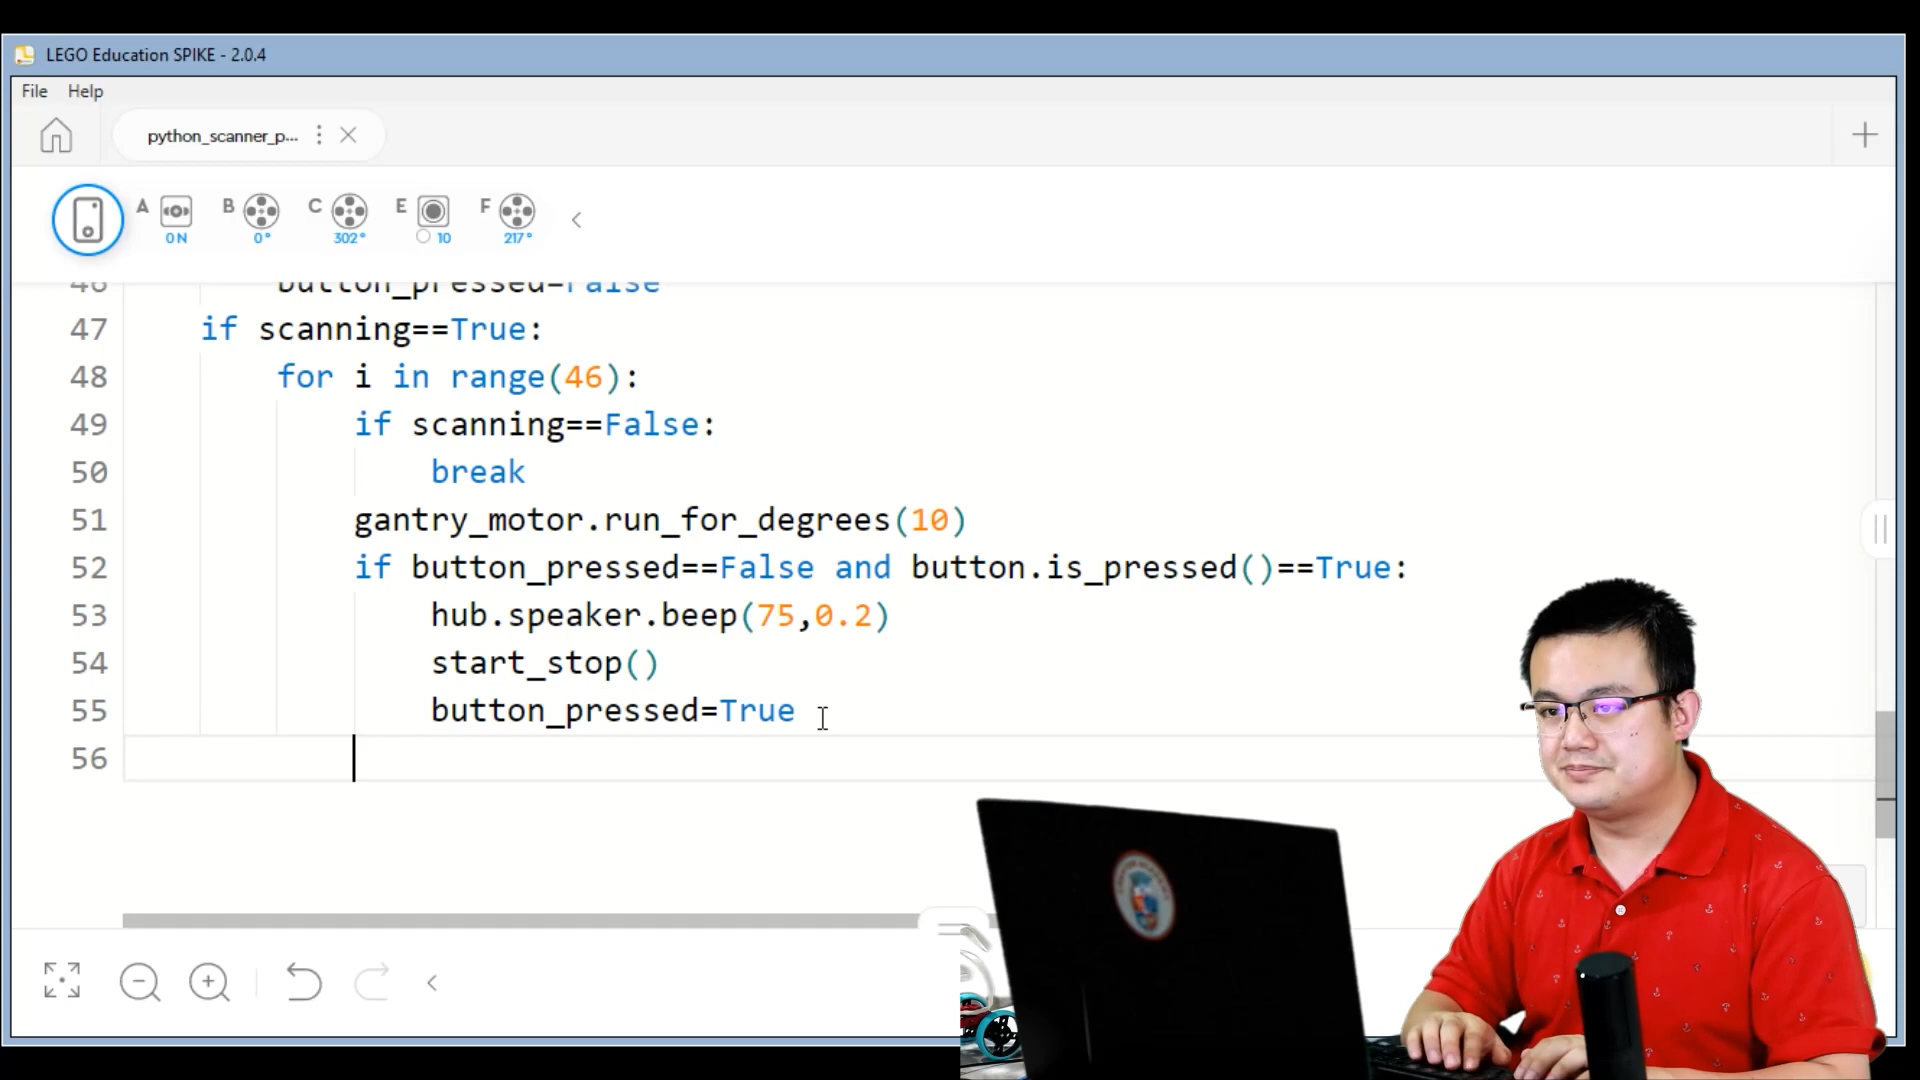 LEGO Education SPIKE - 2.0.4
File Help
python_scanner_p...
A B C E F
0N 0° 302° 10 217°
46 button_pressed=False
47 if scanning==True:
48 for i in range(46):
49 if scanning==False:
50 break
51 gantry_motor.run_for_degrees(10)
52 if button_pressed==False and button.is_pressed()==True:
53 hub.speaker.beep(75,0.2)
54 start_stop()
55 button_pressed=True
56